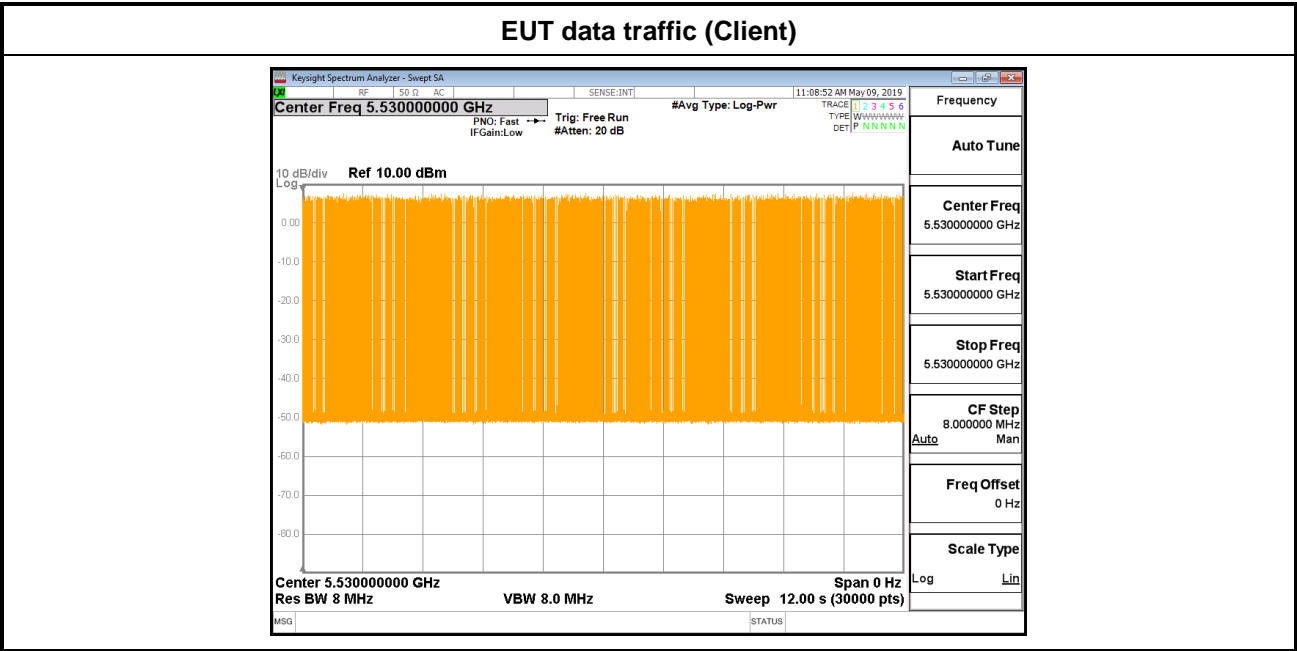 EUT data traffic (Client)
Keysight Spectrum Analyzer - Swept SA
LXI RF 50 Ω AC SENSE:INT 11:08:52 AM May 09, 2019
Center Freq 5.530000000 GHz #Avg Type: Log-Pwr TRACE 1 2 3 4 5 6
PNO: Fast Trig: Free Run TYPE WWWWWWW
IFGain:Low #Atten: 20 dB DET P N N N N N
10 dB/div Ref 10.00 dBm
Log
0.00
-10.0
-20.0
-30.0
-40.0
-50.0
-60.0
-70.0
-80.0
Center 5.530000000 GHz Span 0 Hz
Res BW 8 MHz VBW 8.0 MHz Sweep 12.00 s (30000 pts)
MSG STATUS
Frequency
Auto Tune
Center Freq
5.530000000 GHz
Start Freq
5.530000000 GHz
Stop Freq
5.530000000 GHz
CF Step
8.000000 MHz
Auto Man
Freq Offset
0 Hz
Scale Type
Log Lin